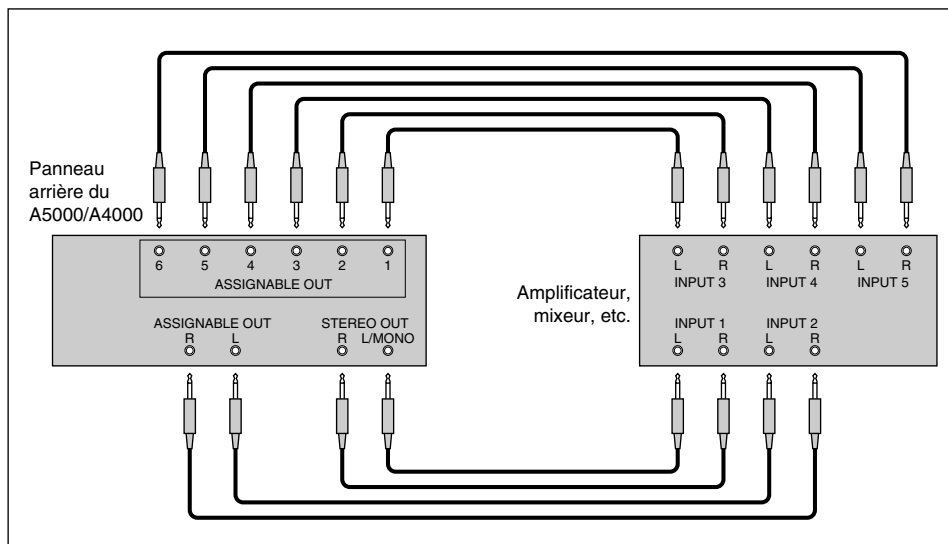 Panneau
arrière du
A5000/A4000
6 5 4 3 2 1
ASSIGNABLE OUT
ASSIGNABLE OUT STEREO OUT
R L R L/MONO
Amplificateur,
mixeur, etc.
L R L R L R
INPUT 3 INPUT 4 INPUT 5
INPUT 1 INPUT 2
L R L R